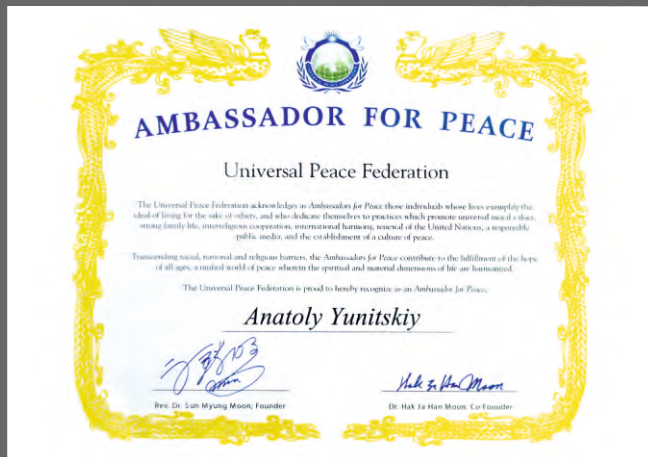 AMBASSADOR FOR PEACE
Universal Peace Federation
The Universal Peace Federation acknowledges as Ambassadors for Peace those individuals whose lives exemplify the
ideal of living for the sake of others, and who dedicate themselves to practices which promote universal moral values,
strong family life, interreligious cooperation, international harmony, renewal of the United Nations, a responsible
public media, and the establishment of a culture of peace.
Transcending racial, national and religious barriers, the Ambassadors for Peace contribute to the fulfillment of the hope
of all ages, a unified world of peace wherein the spiritual and material dimensions of life are harmonized.
The Universal Peace Federation is proud to hereby recognize as an Ambassador for Peace,
Anatoly Yunitskiy
Hak Ja Han Moon
Rev. Dr. Sun Myung Moon, Founder
Dr. Hak Ja Han Moon, Co-Founder